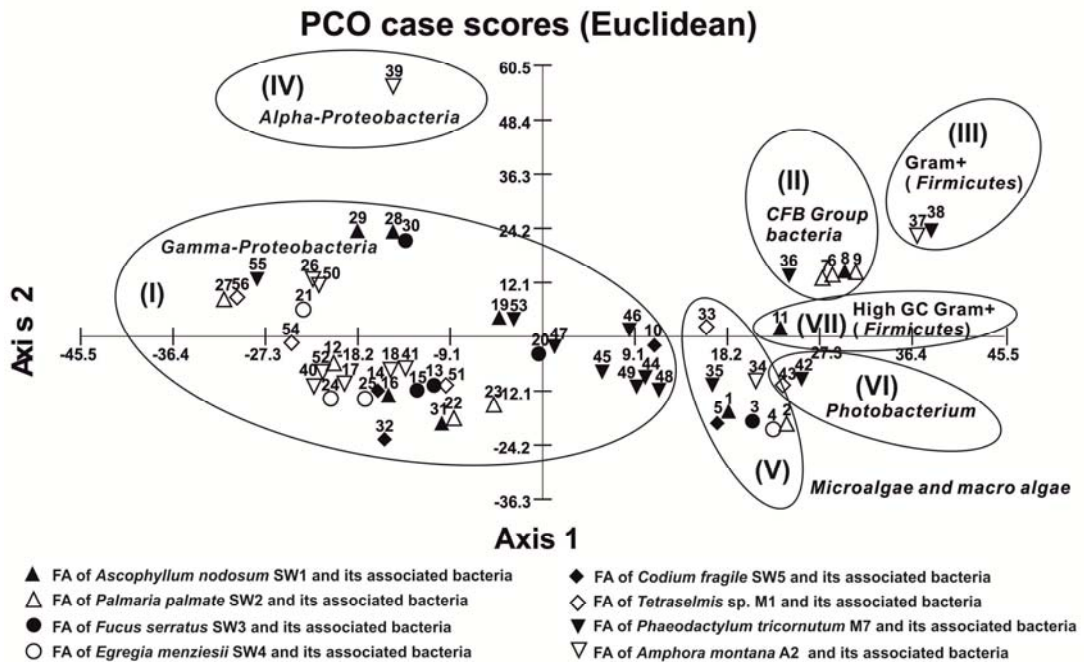 PCO case scores (Euclidean)
60.5
48.4
36.3
24.2
12.1
-12.1
-24.2
-36.3
-45.5 -36.4 -27.3 -18.2 -9.1 9.1 18.2 27.3 36.4 45.5
Axis 2
Axis 1
(IV)
39
Alpha-Proteobacteria
(III)
Gram+
(Firmicutes)
37 38
(II)
CFB Group
bacteria
36 7 6 8 9
29 28 30
Gamma-Proteobacteria
(I)
27 56 55 26 50
21
19 53
54
20 47
46 10
45 49 44 48
12
52 18 41
40 24 17 25 14 16 15 13 51
32 31 22 23
33
35 34 43 42
5 1 3 4 2
(V)
11
High GC Gram+
(VII) (Firmicutes)
(VI)
Photobacterium
Microalgae and macro algae
FA of Ascophyllum nodosum SW1 and its associated bacteria
FA of Palmaria palmate SW2 and its associated bacteria
FA of Fucus serratus SW3 and its associated bacteria
FA of Egregia menziesii SW4 and its associated bacteria
FA of Codium fragile SW5 and its associated bacteria
FA of Tetraselmis sp. M1 and its associated bacteria
FA of Phaeodactylum tricornutum M7 and its associated bacteria
FA of Amphora montana A2 and its associated bacteria